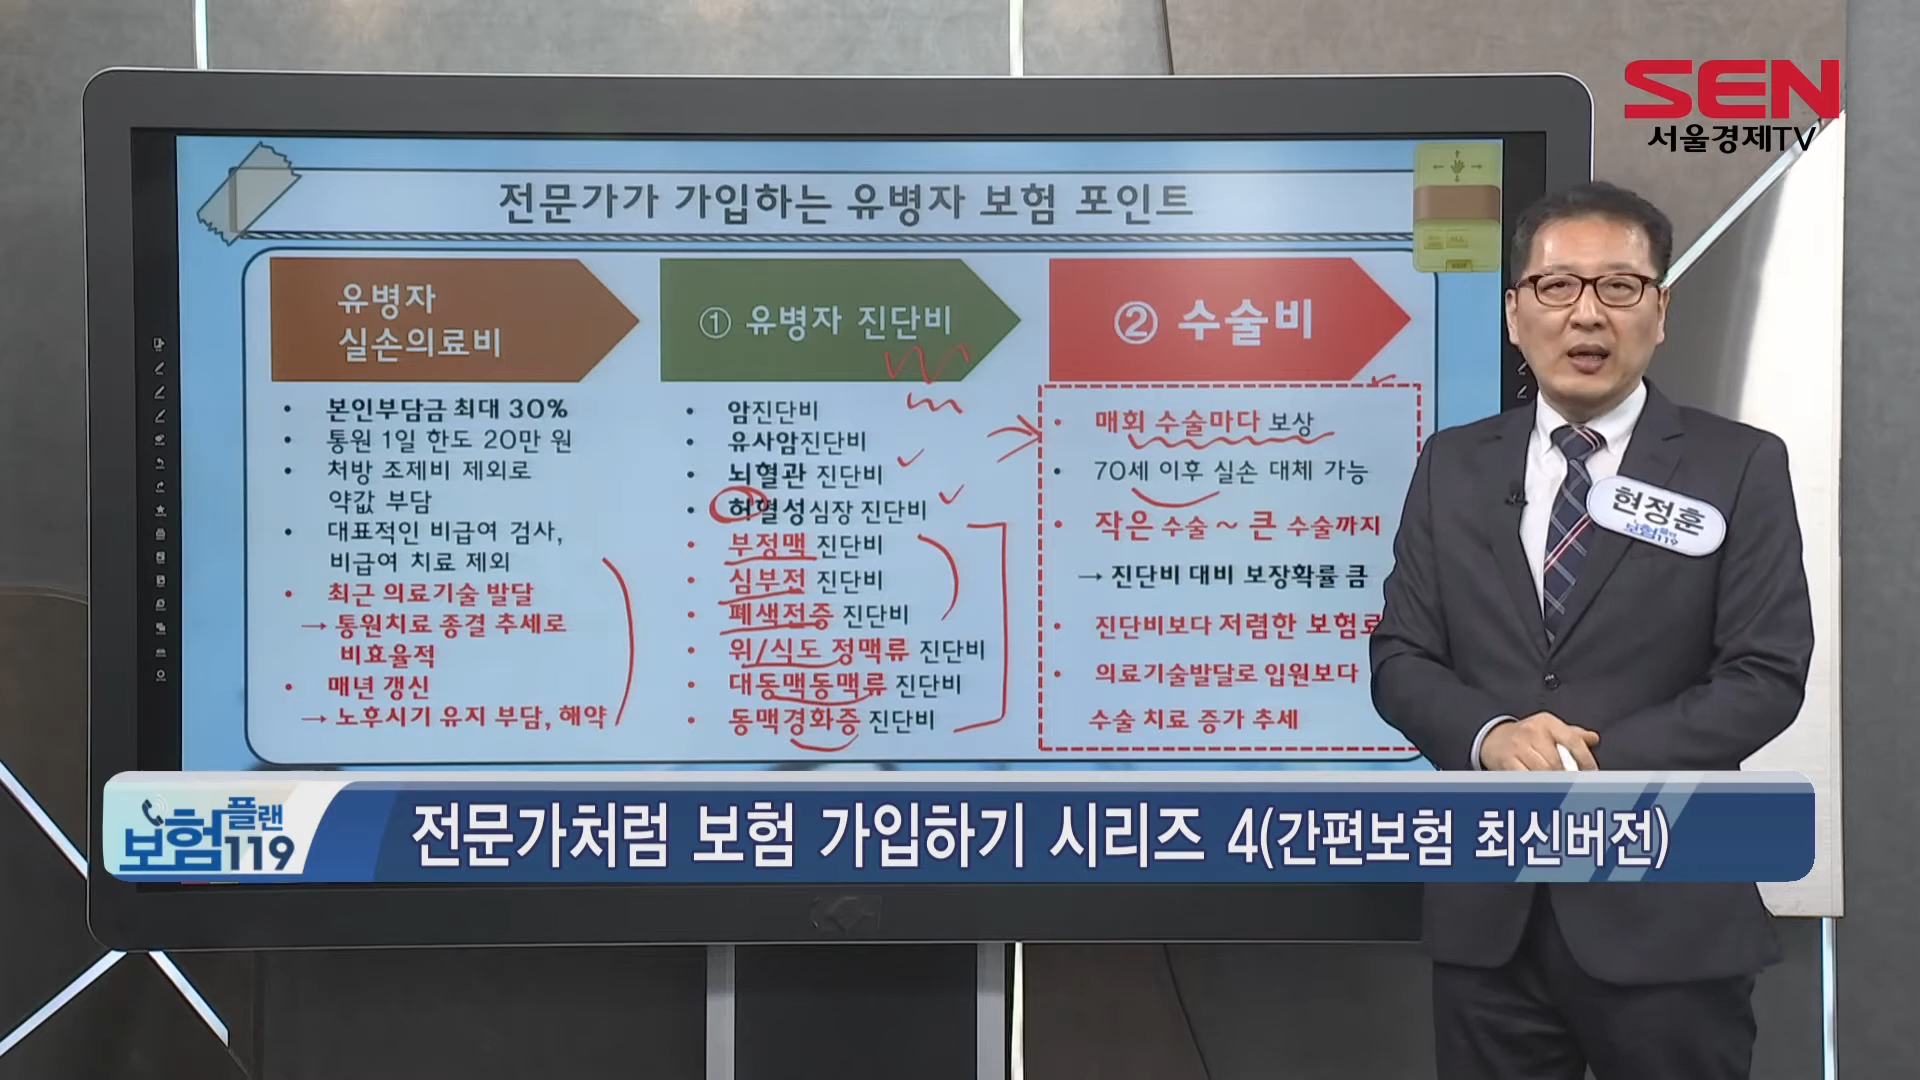 SEN
서울경제TV
전문가가 가입하는 유병자 보험 포인트
유병자
실손의료비
• 본인부담금 최대 30%
• 통원 1일 한도 20만 원
• 처방 조제비 제외로
약값 부담
• 대표적인 비급여 검사,
비급여 치료 제외
• 최근 의료기술 발달
→ 통원치료 종결 추세로
비효율적
• 매년 갱신
→ 노후시기 유지 부담, 해약
① 유병자 진단비
• 암진단비
• 유사암진단비
• 뇌혈관 진단비
• 허혈성심장 진단비
• 부정맥 진단비
• 심부전 진단비
• 폐색전증 진단비
• 위/식도 정맥류 진단비
• 대동맥동맥류 진단비
• 동맥경화증 진단비
② 수술비
• 매회 수술마다 보상
• 70세 이후 실손 대체 가능
• 작은 수술 ~ 큰 수술까지
→ 진단비 대비 보장확률 큼
• 진단비보다 저렴한 보험료
• 의료기술발달로 입원보다
수술 치료 증가 추세
현정훈
보험플랜119
보험플랜119
전문가처럼 보험 가입하기 시리즈 4(간편보험 최신버전)